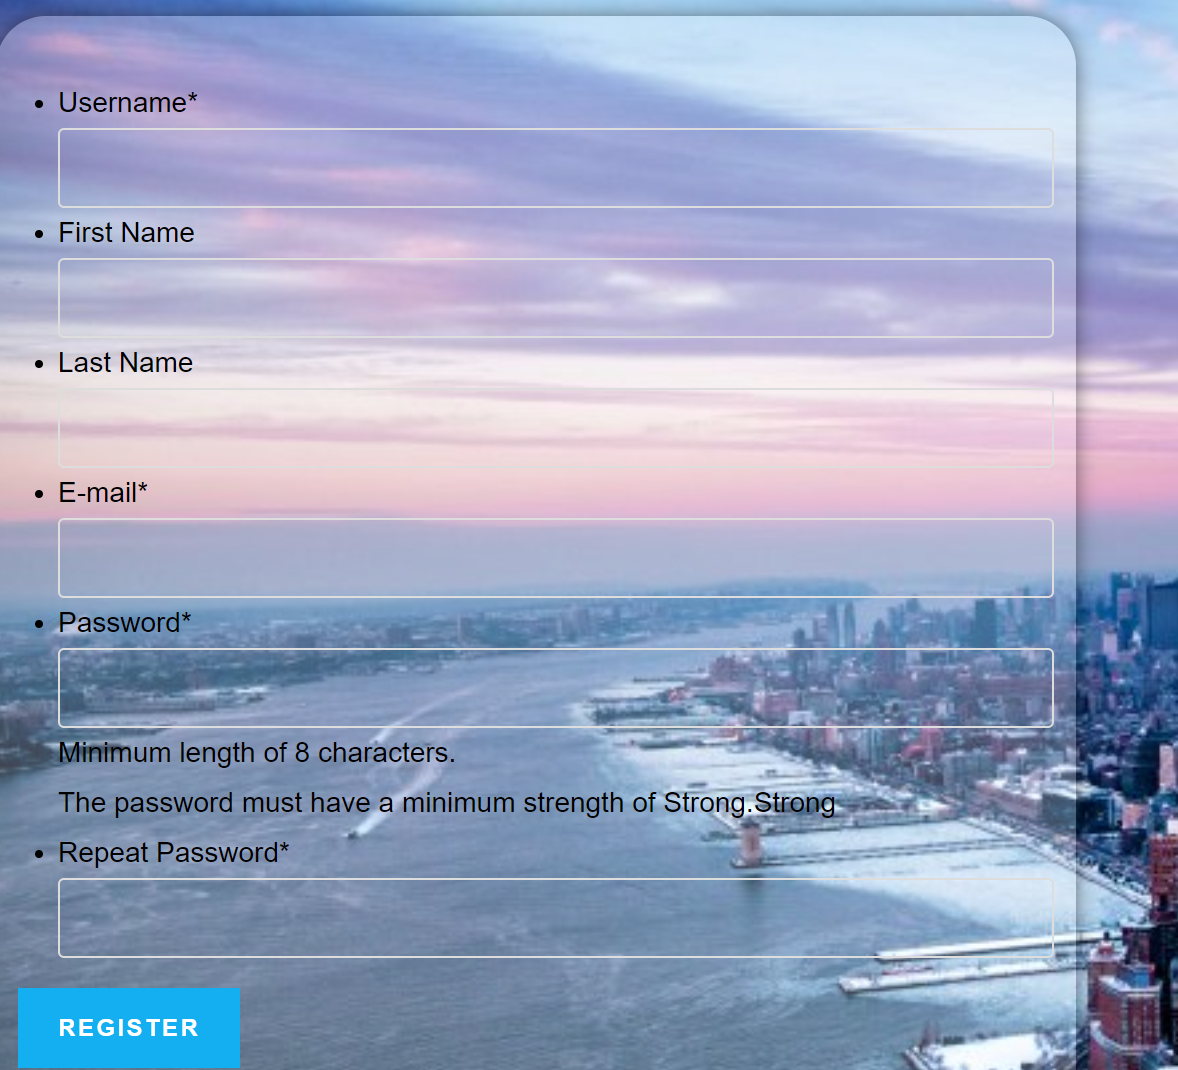 Username*
First Name
Last Name
E-mail*
Password*
Minimum length of 8 characters.
The password must have a minimum strength of Strong.Strong
Repeat Password*
REGISTER